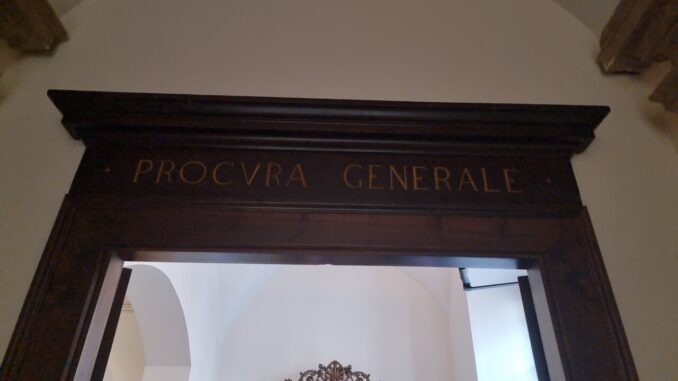 · PROCVRA GENERALE ·